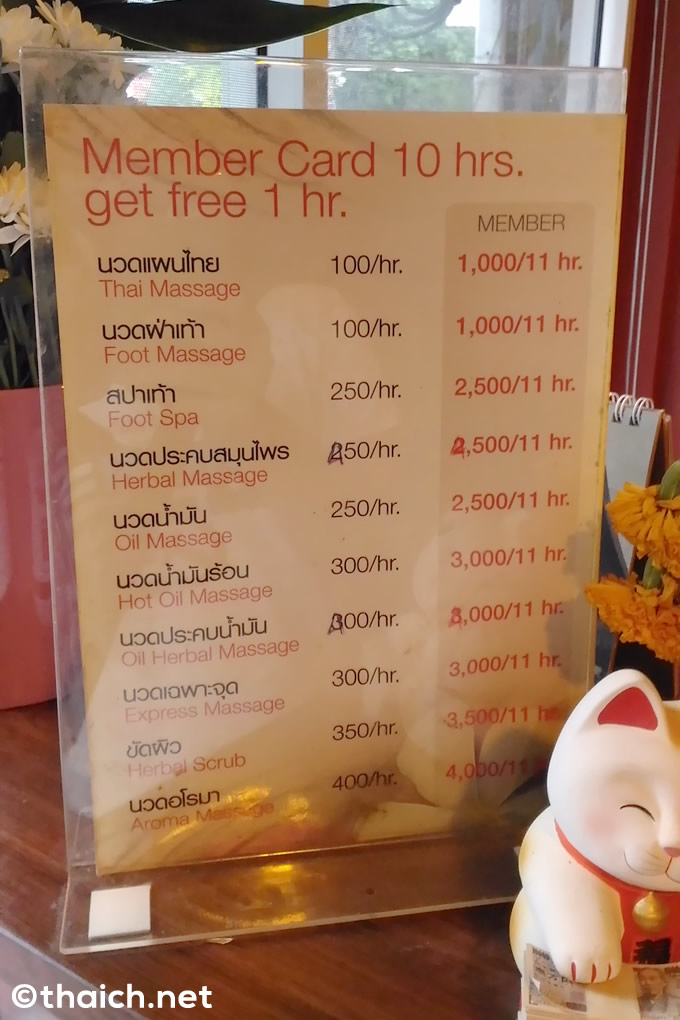 Member Card 10 hrs.
get free 1 hr.
MEMBER
นวดแผนไทย 100/hr. 1,000/11 hr.
Thai Massage
นวดฝ่าเท้า 100/hr. 1,000/11 hr.
Foot Massage
สปาเท้า 250/hr. 2,500/11 hr.
Foot Spa
นวดประคบสมุนไพร 250/hr. 2,500/11 hr.
Herbal Massage
นวดน้ำมัน 250/hr. 2,500/11 hr.
Oil Massage
นวดน้ำมันร้อน 300/hr. 3,000/11 hr.
Hot Oil Massage
นวดประคบน้ำมัน 300/hr. 3,000/11 hr.
Oil Herbal Massage
นวดเฉพาะจุด 300/hr. 3,000/11 hr.
Express Massage
ขัดผิว 350/hr. 3,500/11 hr.
Herbal Scrub
นวดอโรมา 400/hr. 4,000/11
Aroma Massage
©thaich.net